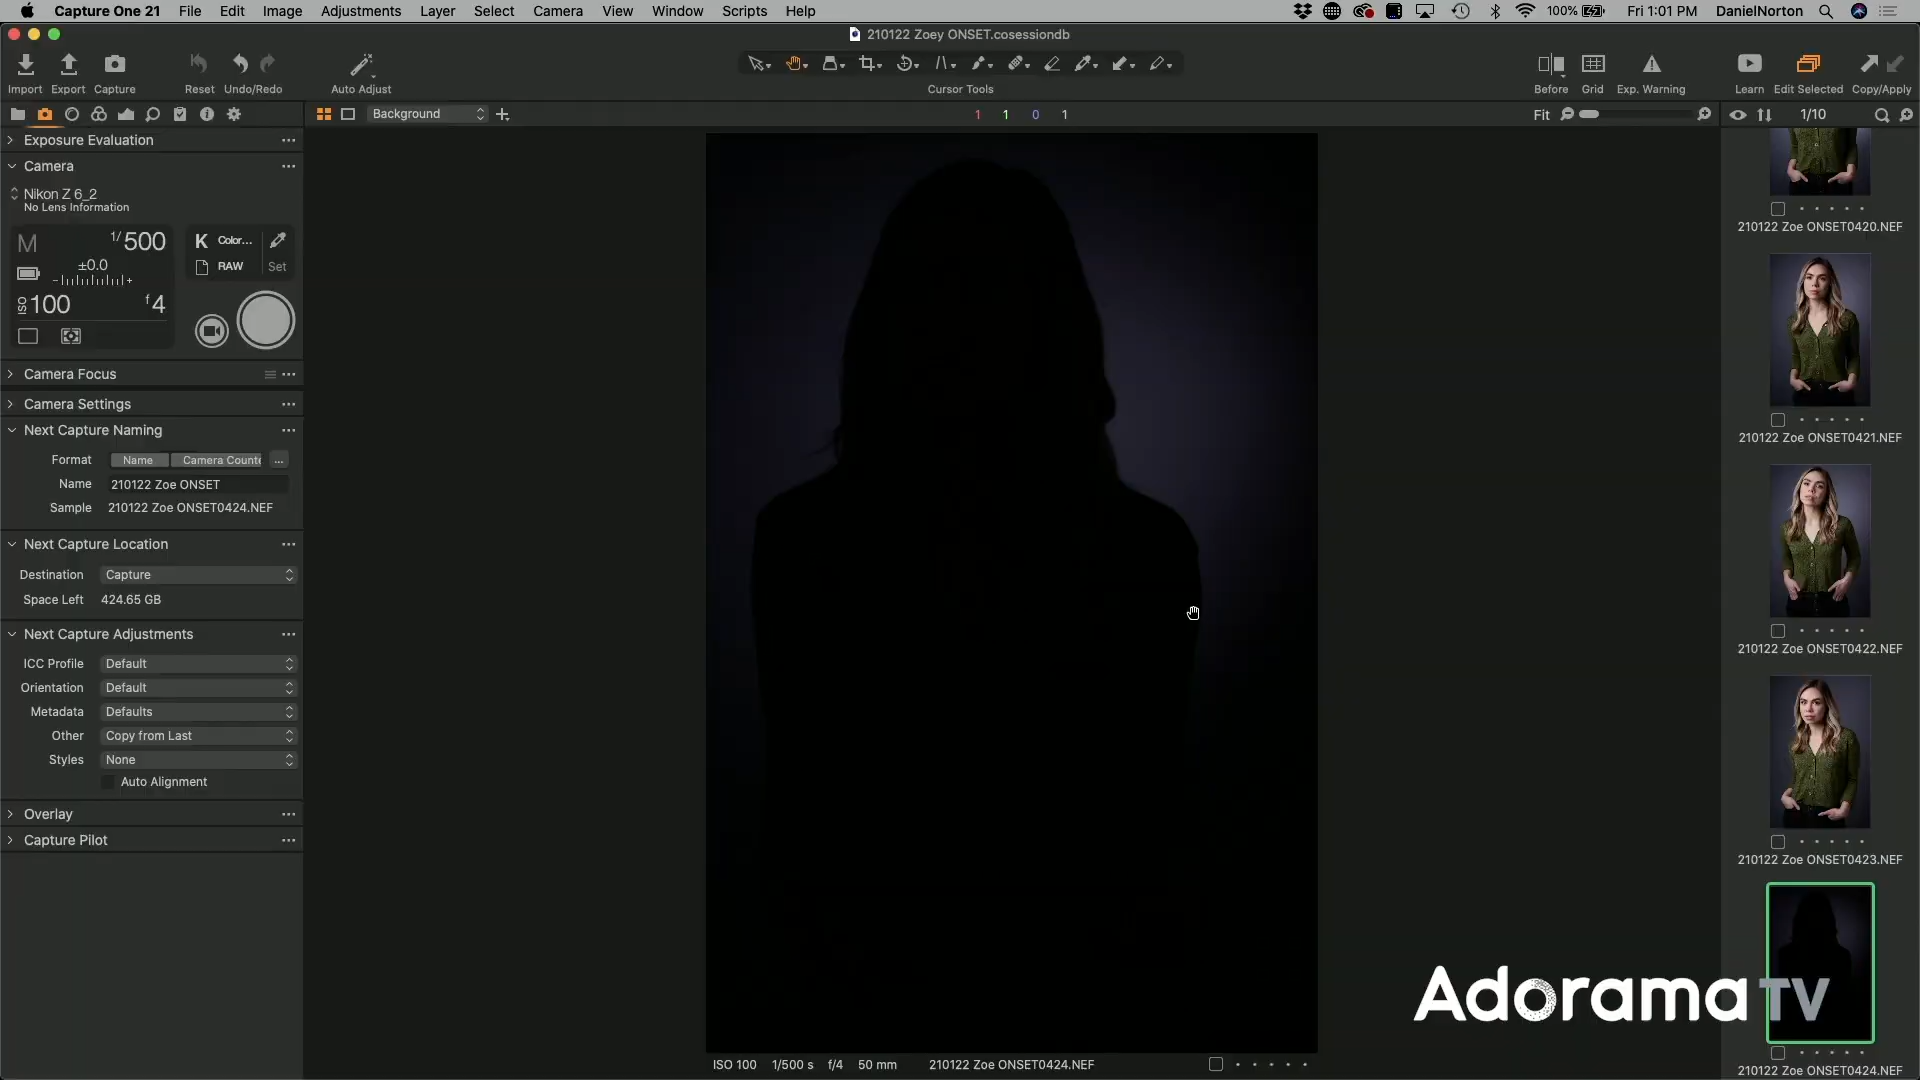 Capture One 21 File Edit Image Adjustments Layer Select Camera View Window Scripts Help 100% Fri 1:01 PM DanielNorton
210122 Zoey ONSET.cosessiondb
Import Export Capture Reset Undo/Redo Auto Adjust Cursor Tools Before Grid Exp. Warning Learn Edit Selected Copy/Apply
Background 1 1 0 1 Fit 1/10
Exposure Evaluation
Camera
Nikon Z 6_2
No Lens Information
M 1/500 K Color...
±0.0 RAW Set
- +
ISO 100 f 4
Camera Focus
Camera Settings
Next Capture Naming
Format Name Camera Counte ...
Name 210122 Zoe ONSET
Sample 210122 Zoe ONSET0424.NEF
Next Capture Location
Destination Capture
Space Left 424.65 GB
Next Capture Adjustments
ICC Profile Default
Orientation Default
Metadata Defaults
Other Copy from Last
Styles None
Auto Alignment
Overlay
Capture Pilot
210122 Zoe ONSET0420.NEF
210122 Zoe ONSET0421.NEF
210122 Zoe ONSET0422.NEF
210122 Zoe ONSET0423.NEF
Adorama TV
ISO 100 1/500 s f/4 50 mm 210122 Zoe ONSET0424.NEF
210122 Zoe ONSET0424.NEF